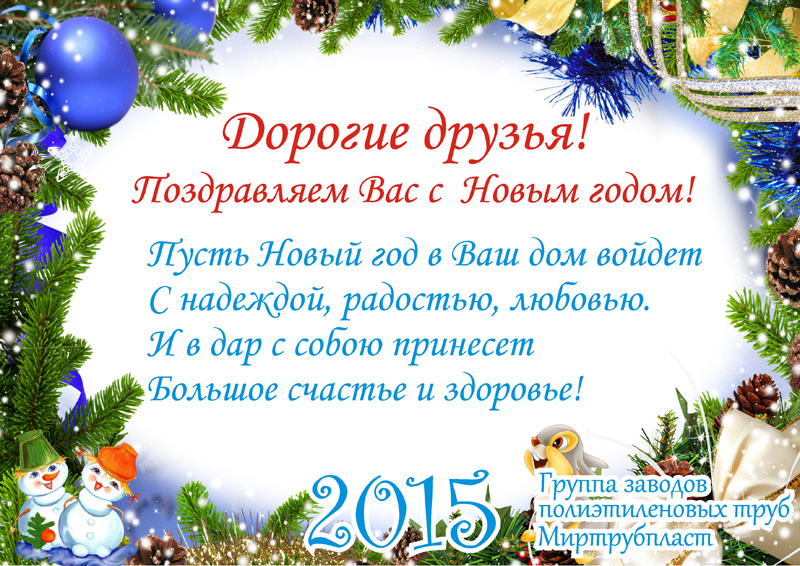 Дорогие друзья!
Поздравляем Вас с Новым годом!
Пусть Новый год в Ваш дом войдет
С надеждой, радостью, любовью.
И в дар с собою принесет
Большое счастье и здоровье!
2015
Группа заводов
полиэтиленовых труб
Миртрубпласт